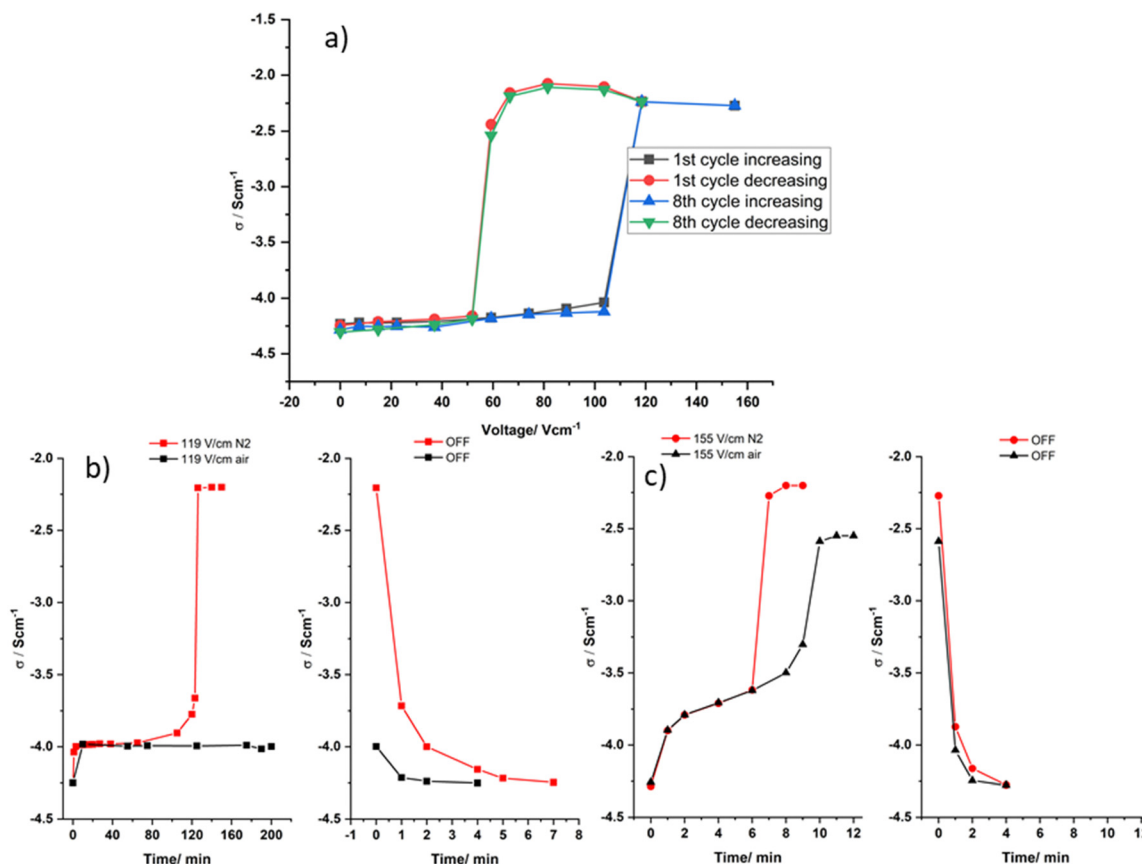 a)
-1.5
-2.0
-2.5
-3.0
-3.5
-4.0
-4.5
σ / Scm⁻¹
1st cycle increasing
1st cycle decreasing
8th cycle increasing
8th cycle decreasing
-20 0 20 40 60 80 100 120 140 160
Voltage/ Vcm⁻¹
b)
119 V/cm N2
119 V/cm air
-2.0
-2.5
-3.0
-3.5
-4.0
-4.5
σ / Scm⁻¹
0 40 80 120 160 200
Time/ min
OFF
OFF
-2.0
-2.5
-3.0
-3.5
-4.0
-4.5
σ / Scm⁻¹
-1 0 1 2 3 4 5 6 7 8
Time/ min
c)
155 V/cm N2
155 V/cm air
-2.0
-2.5
-3.0
-3.5
-4.0
-4.5
σ / Scm⁻¹
0 2 4 6 8 10 12
Time/ min
OFF
OFF
-2.0
-2.5
-3.0
-3.5
-4.0
-4.5
σ / Scm⁻¹
0 2 4 6 8 10 12
Time/ min